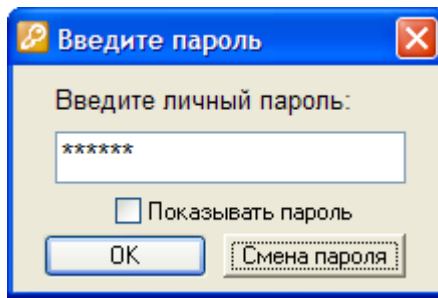 Введите пароль
Введите личный пароль:
******
Показывать пароль
OK
Смена пароля